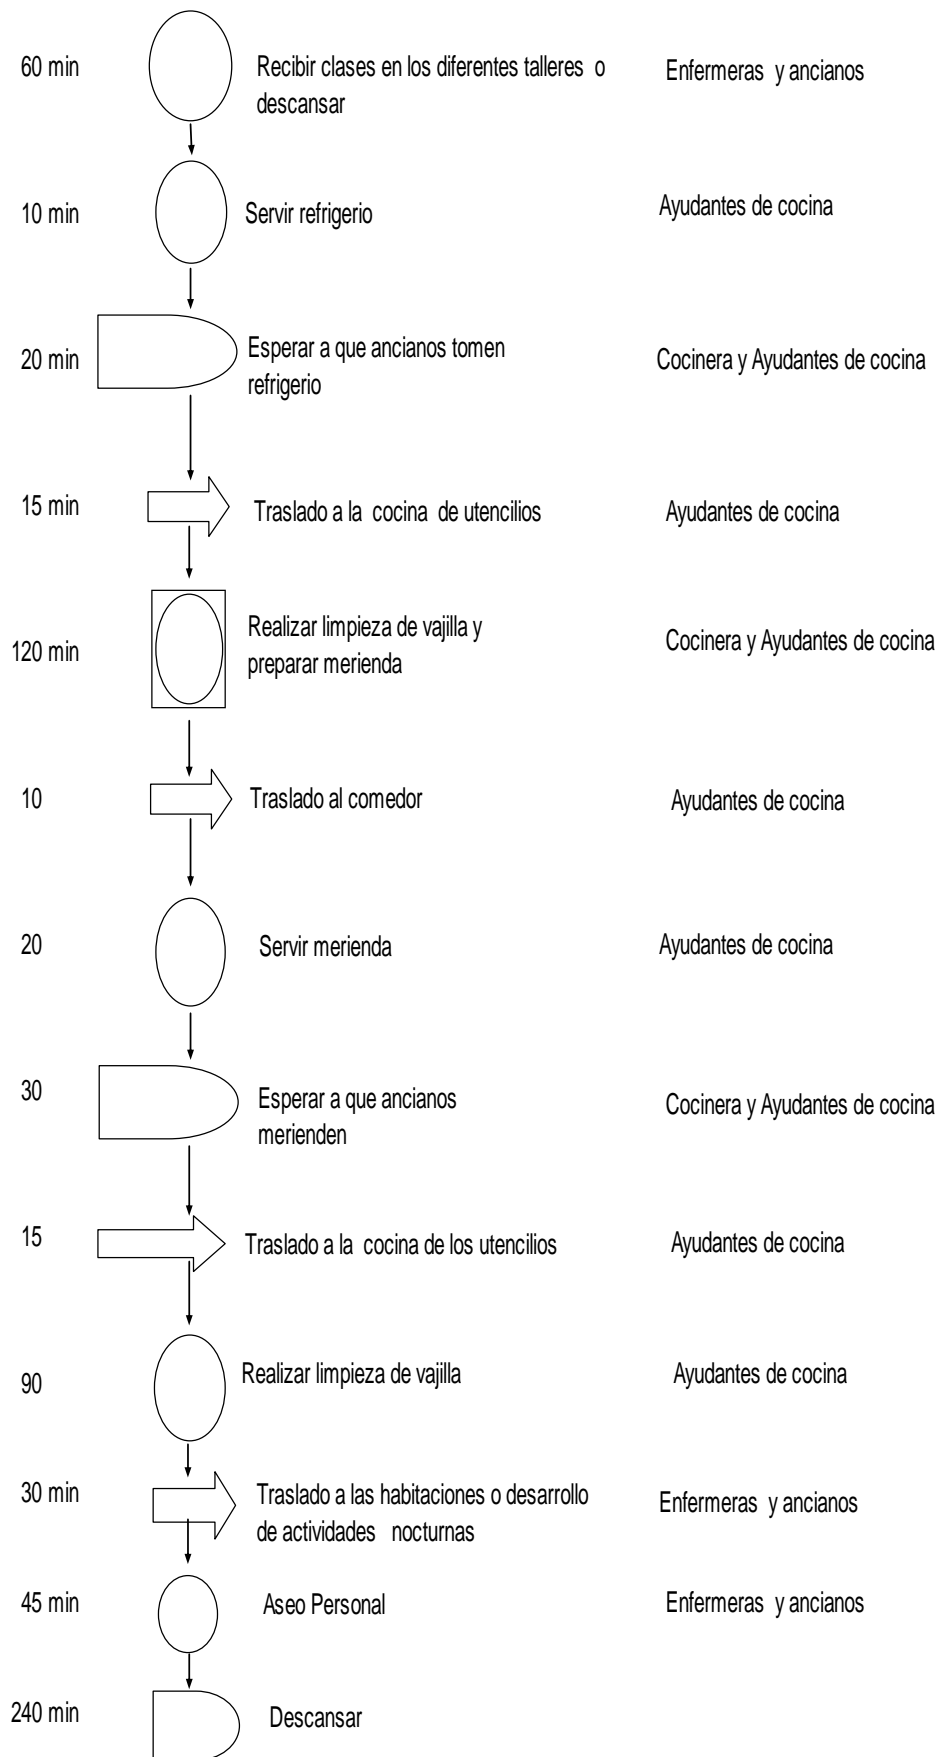 60 min
Recibir clases en los diferentes talleres o
descansar
Enfermeras y ancianos
10 min
Servir refrigerio
Ayudantes de cocina
20 min
Esperar a que ancianos tomen
refrigerio
Cocinera y Ayudantes de cocina
15 min
Traslado a la cocina de utencilios
Ayudantes de cocina
120 min
Realizar limpieza de vajilla y
preparar merienda
Cocinera y Ayudantes de cocina
10
Traslado al comedor
Ayudantes de cocina
20
Servir merienda
Ayudantes de cocina
30
Esperar a que ancianos
merienden
Cocinera y Ayudantes de cocina
15
Traslado a la cocina de los utencilios
Ayudantes de cocina
90
Realizar limpieza de vajilla
Ayudantes de cocina
30 min
Traslado a las habitaciones o desarrollo
de actividades nocturnas
Enfermeras y ancianos
45 min
Aseo Personal
Enfermeras y ancianos
240 min
Descansar